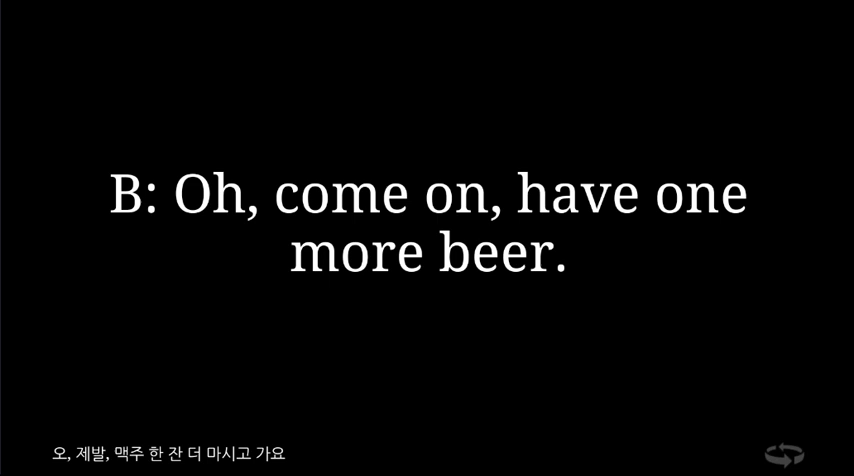 B: Oh, come on, have one
more beer.
오, 제발, 맥주 한 잔 더 마시고 가요